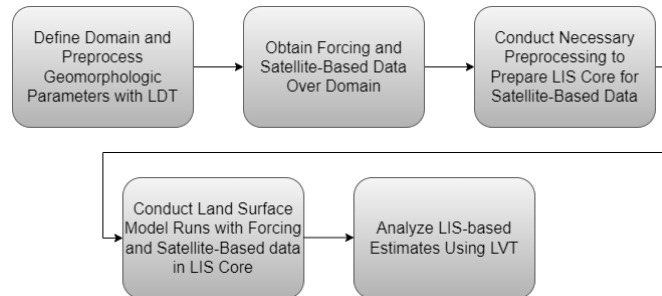 Define Domain and
Preprocess
Geomorphologic
Parameters with LDT
Obtain Forcing and
Satellite-Based Data
Over Domain
Conduct Necessary
Preprocessing to
Prepare LIS Core for
Satellite-Based Data
Conduct Land Surface
Model Runs with Forcing
and Satellite-Based data
in LIS Core
Analyze LIS-based
Estimates Using LVT